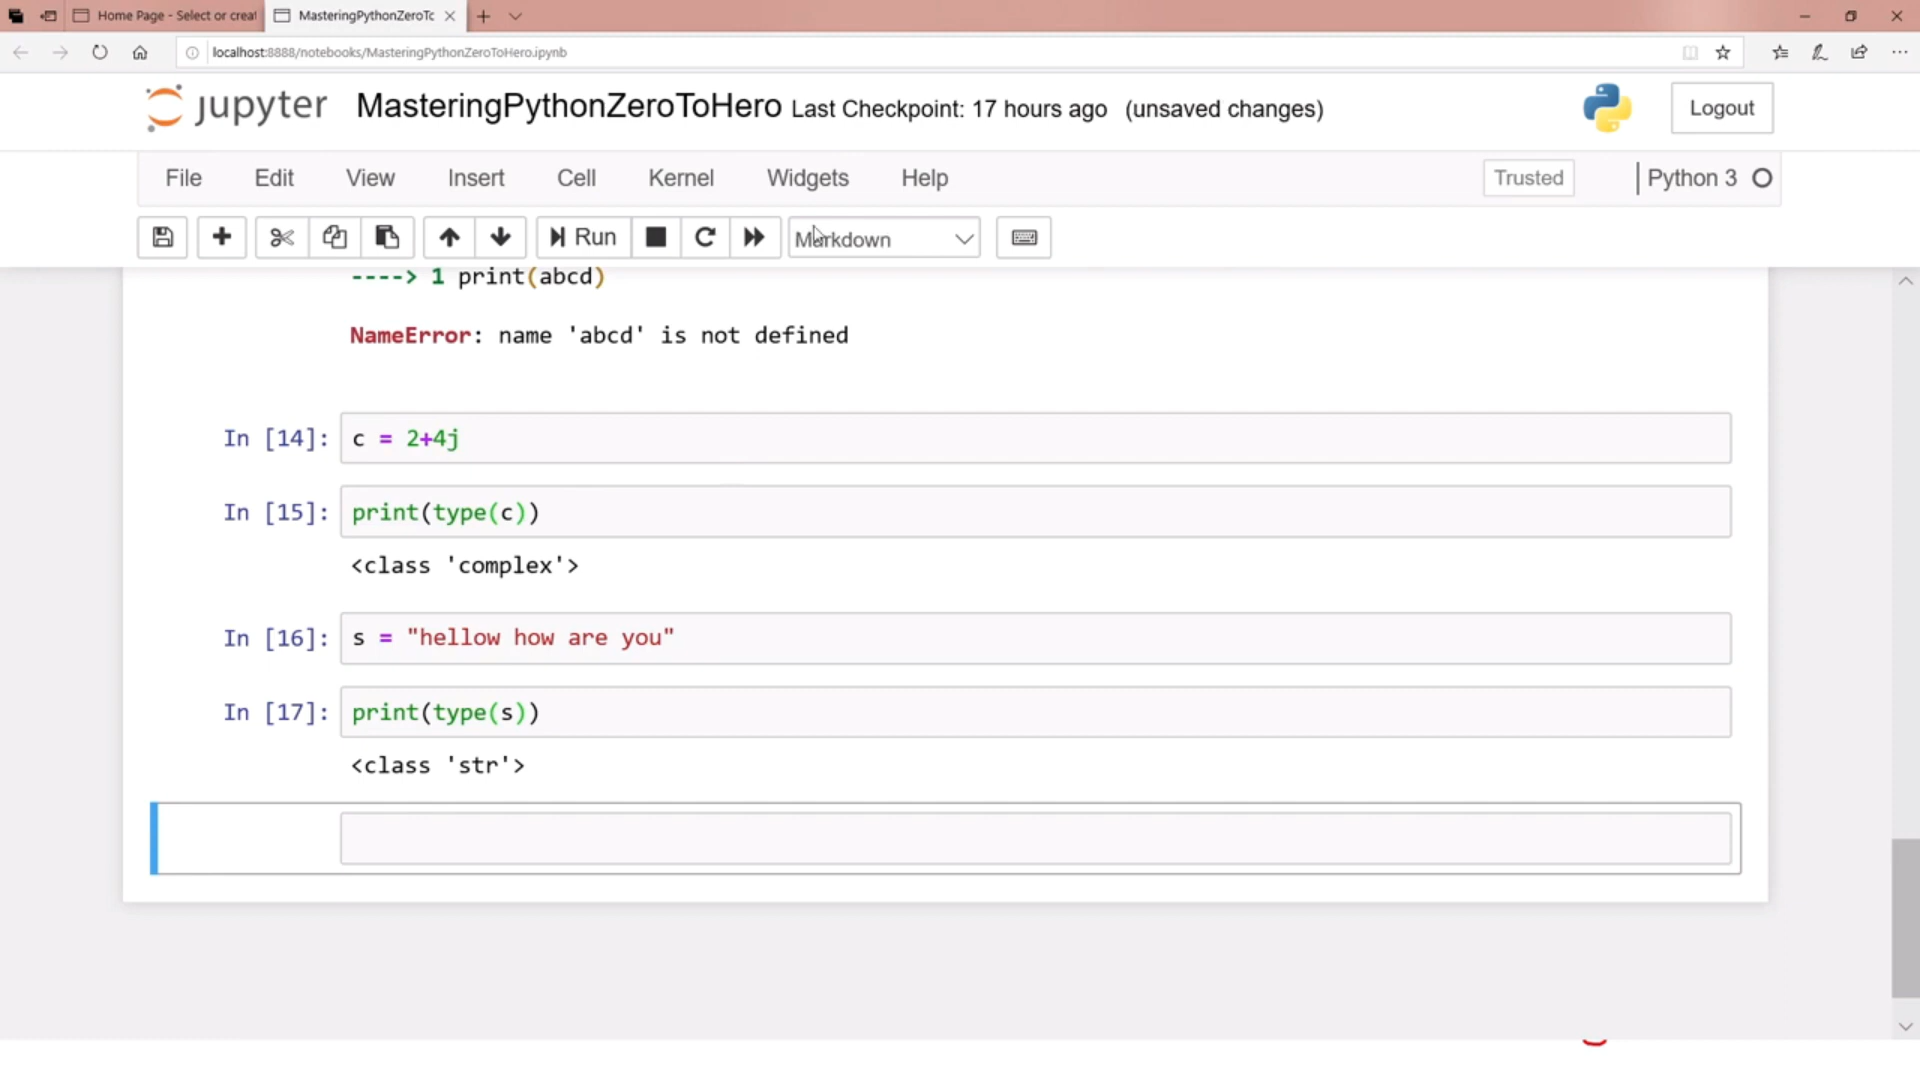 Home Page - Select or creat
MasteringPythonZeroTc
localhost:8888/notebooks/MasteringPythonZeroToHero.ipynb
jupyter MasteringPythonZeroToHero Last Checkpoint: 17 hours ago (unsaved changes)
Logout
File Edit View Insert Cell Kernel Widgets Help
Trusted
Python 3
Run
Markdown
----> 1 print(abcd)
NameError: name 'abcd' is not defined
In [14]: c = 2+4j
In [15]: print(type(c))
<class 'complex'>
In [16]: s = "hellow how are you"
In [17]: print(type(s))
<class 'str'>